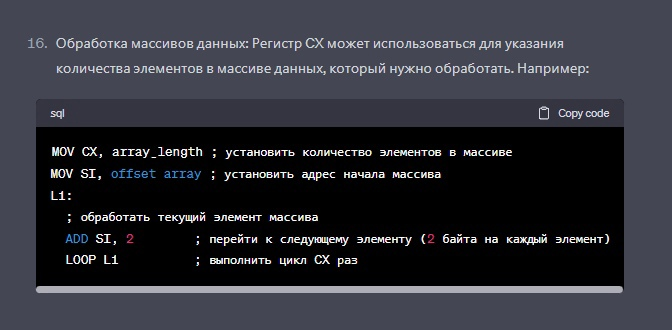 16. Обработка массивов данных: Регистр CX может использоваться для указания
количества элементов в массиве данных, который нужно обработать. Например:
sql
Copy code
MOV CX, array_length ; установить количество элементов в массиве
MOV SI, offset array ; установить адрес начала массива
L1:
; обработать текущий элемент массива
ADD SI, 2 ; перейти к следующему элементу (2 байта на каждый элемент)
LOOP L1 ; выполнить цикл CX раз